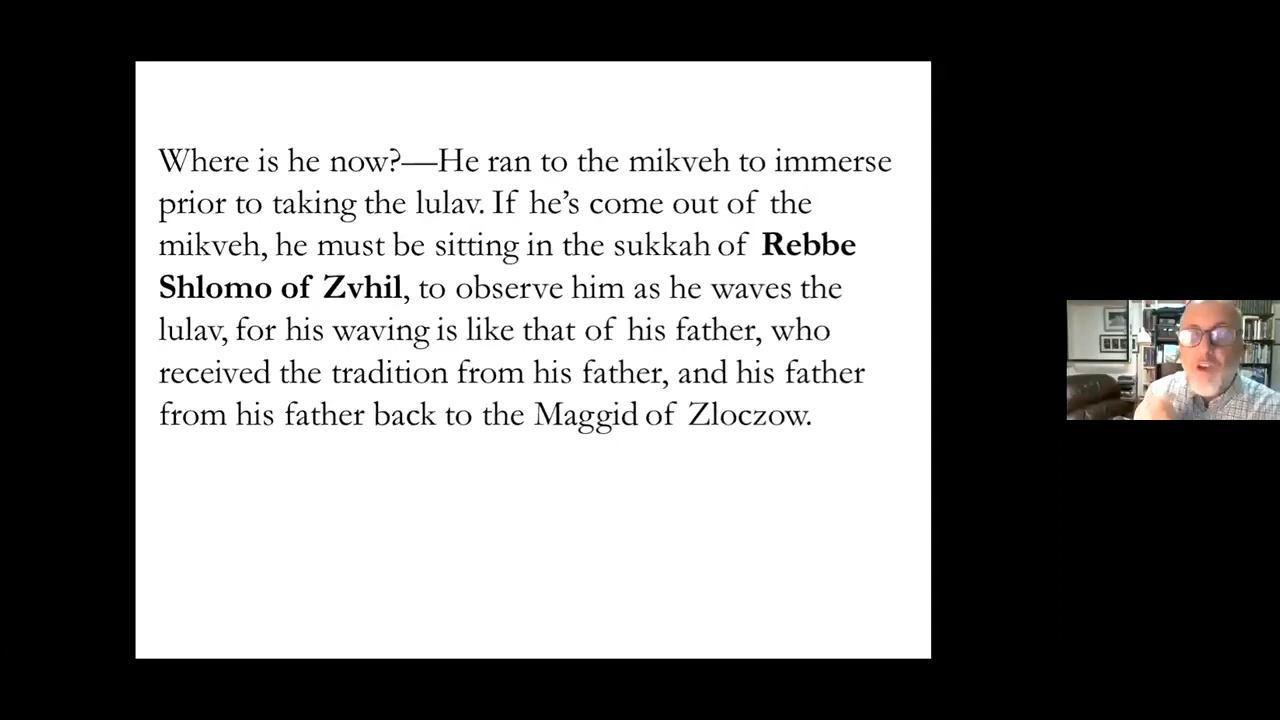 Where is he now?—He ran to the mikveh to immerse
prior to taking the lulav. If he’s come out of the
mikveh, he must be sitting in the sukkah of Rebbe
Shlomo of Zvhil, to observe him as he waves the
lulav, for his waving is like that of his father, who
received the tradition from his father, and his father
from his father back to the Maggid of Zloczow.